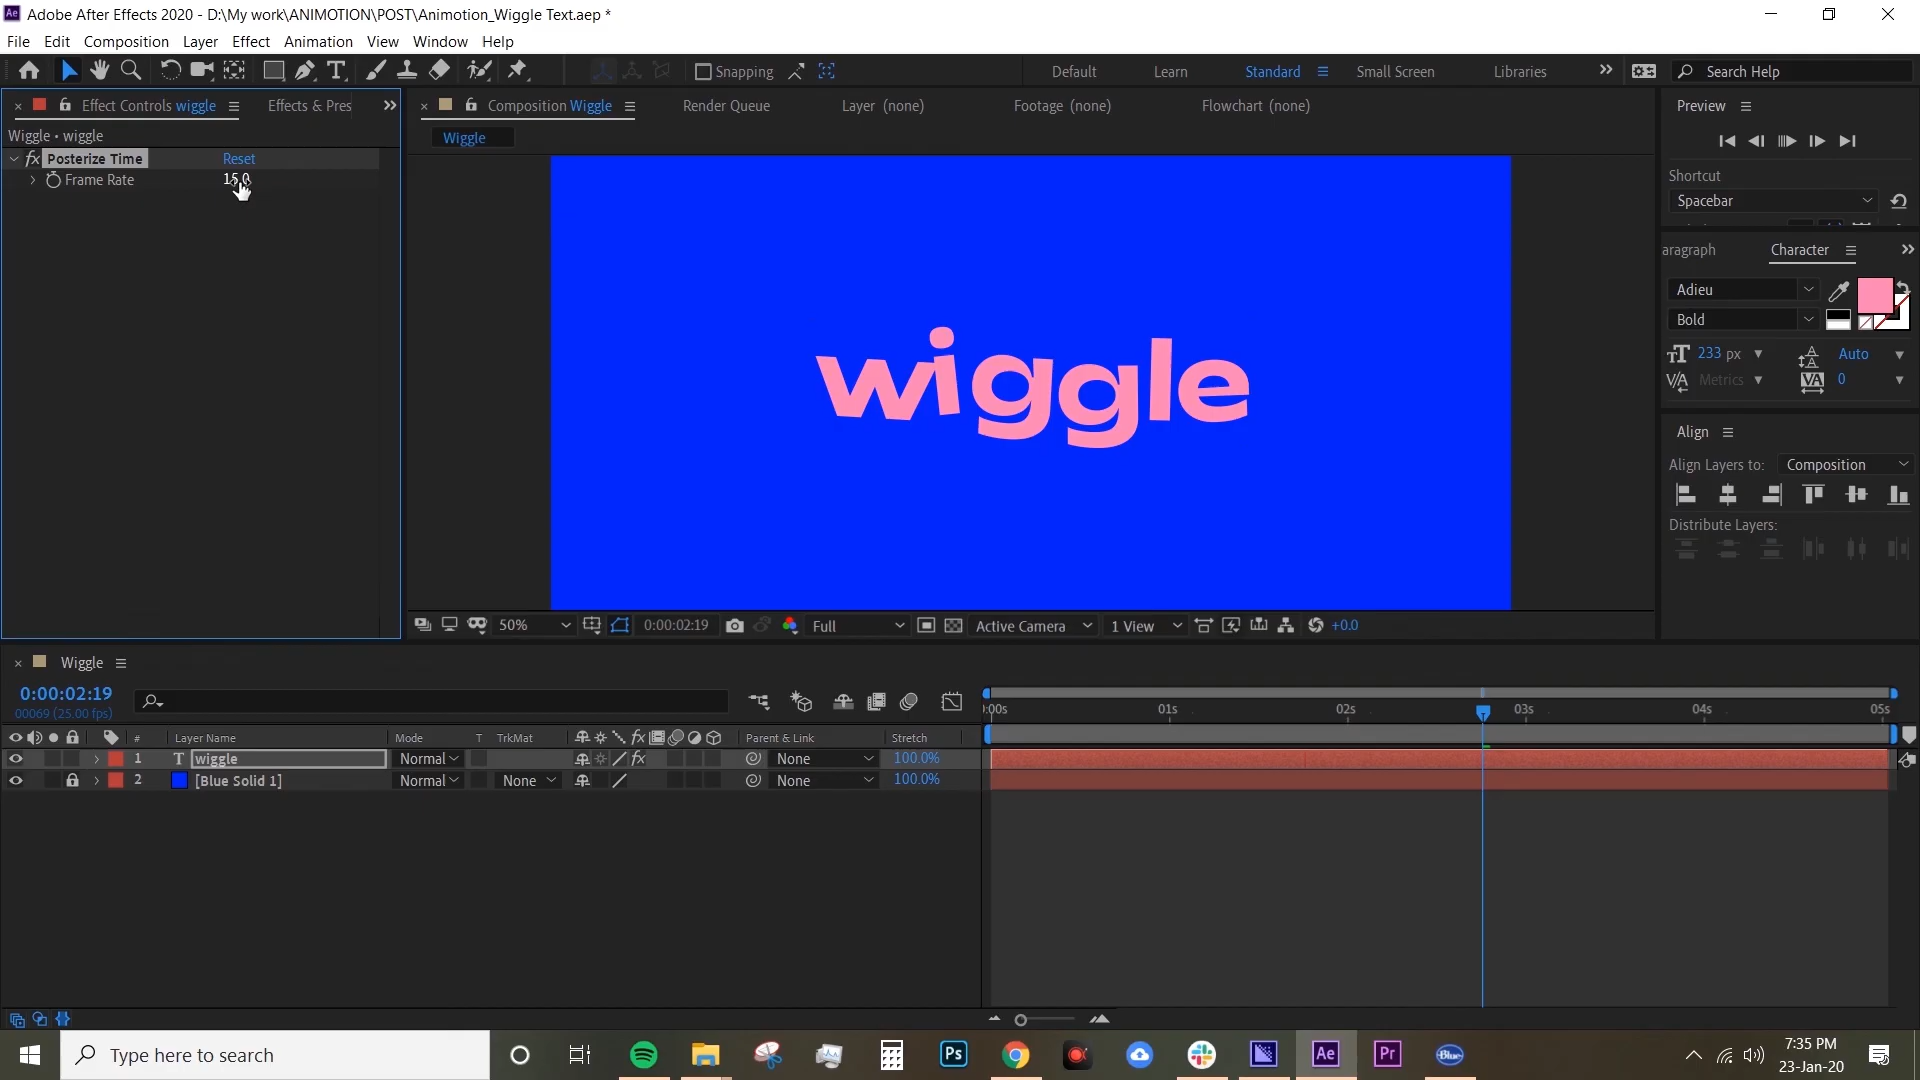 Adobe After Effects 2020 - D:\My work\ANIMOTION\POST\Animotion_Wiggle Text.aep *
File Edit Composition Layer Effect Animation View Window Help
Snapping Default Learn Standard Small Screen Libraries Search Help
Effect Controls wiggle Effects & Pres
Composition Wiggle Render Queue Layer (none) Footage (none) Flowchart (none)
Preview
Wiggle • wiggle
Wiggle
fx Posterize Time Reset
Frame Rate 15.0
Shortcut
Spacebar
aragraph Character
Adieu
Bold
233 px Auto
Metrics 0
wiggle
Align
Align Layers to: Composition
Distribute Layers:
50% 0:00:02:19 Full Active Camera 1 View +0.0
Wiggle
0:00:02:19
00069 (25.00 fps)
):00s 01s 02s 03s 04s 05s
# Layer Name Mode T TrkMat fx Parent & Link Stretch
1 T wiggle Normal fx None 100.0%
2 [Blue Solid 1] Normal None None 100.0%
Type here to search
Ps Ae Pr Blue
7:35 PM
23-Jan-20